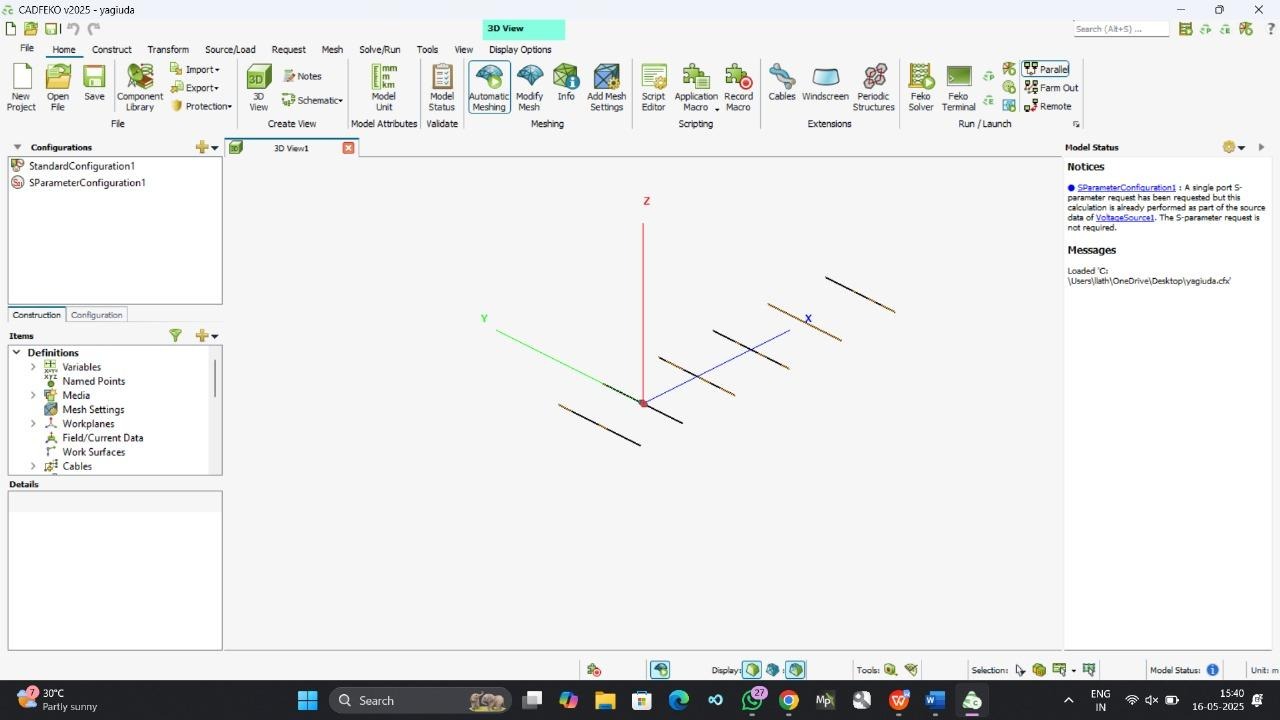 CADFEKO v2025 - yagiuda
3D View
Search (Alt+S) ...
File Home Construct Transform Source/Load Request Mesh Solve/Run Tools View Display Options
New Project
Open File
Save
Component Library
Import
Export
Protection
File
3D View
Notes
Schematic
Create View
mm m km
Model Unit
Model Attributes
Model Status
Validate
Automatic Meshing
Modify Mesh
Info
Add Mesh Settings
Meshing
Script Editor
Application Macro
Record Macro
Scripting
Cables
Windscreen
Periodic Structures
Extensions
Feko Solver
Feko Terminal
Parallel
Farm Out
Remote
Run / Launch
Configurations
StandardConfiguration1
SParameterConfiguration1
Construction Configuration
Items
Definitions
Variables
Named Points
Media
Mesh Settings
Workplanes
Field/Current Data
Work Surfaces
Cables
Details
3D View1
Z
Y
X
Model Status
Notices
SParameterConfiguration1 : A single port S-
parameter request has been requested but this
calculation is already performed as part of the source
data of VoltageSource1. The S-parameter request is
not required.
Messages
Loaded 'C:
\Users\liath\OneDrive\Desktop\yagiuda.cfx'
Display: Tools: Selection: Model Status: Unit: m
7
30°C
Partly sunny
Search
27
ENG
IN
15:40
16-05-2025